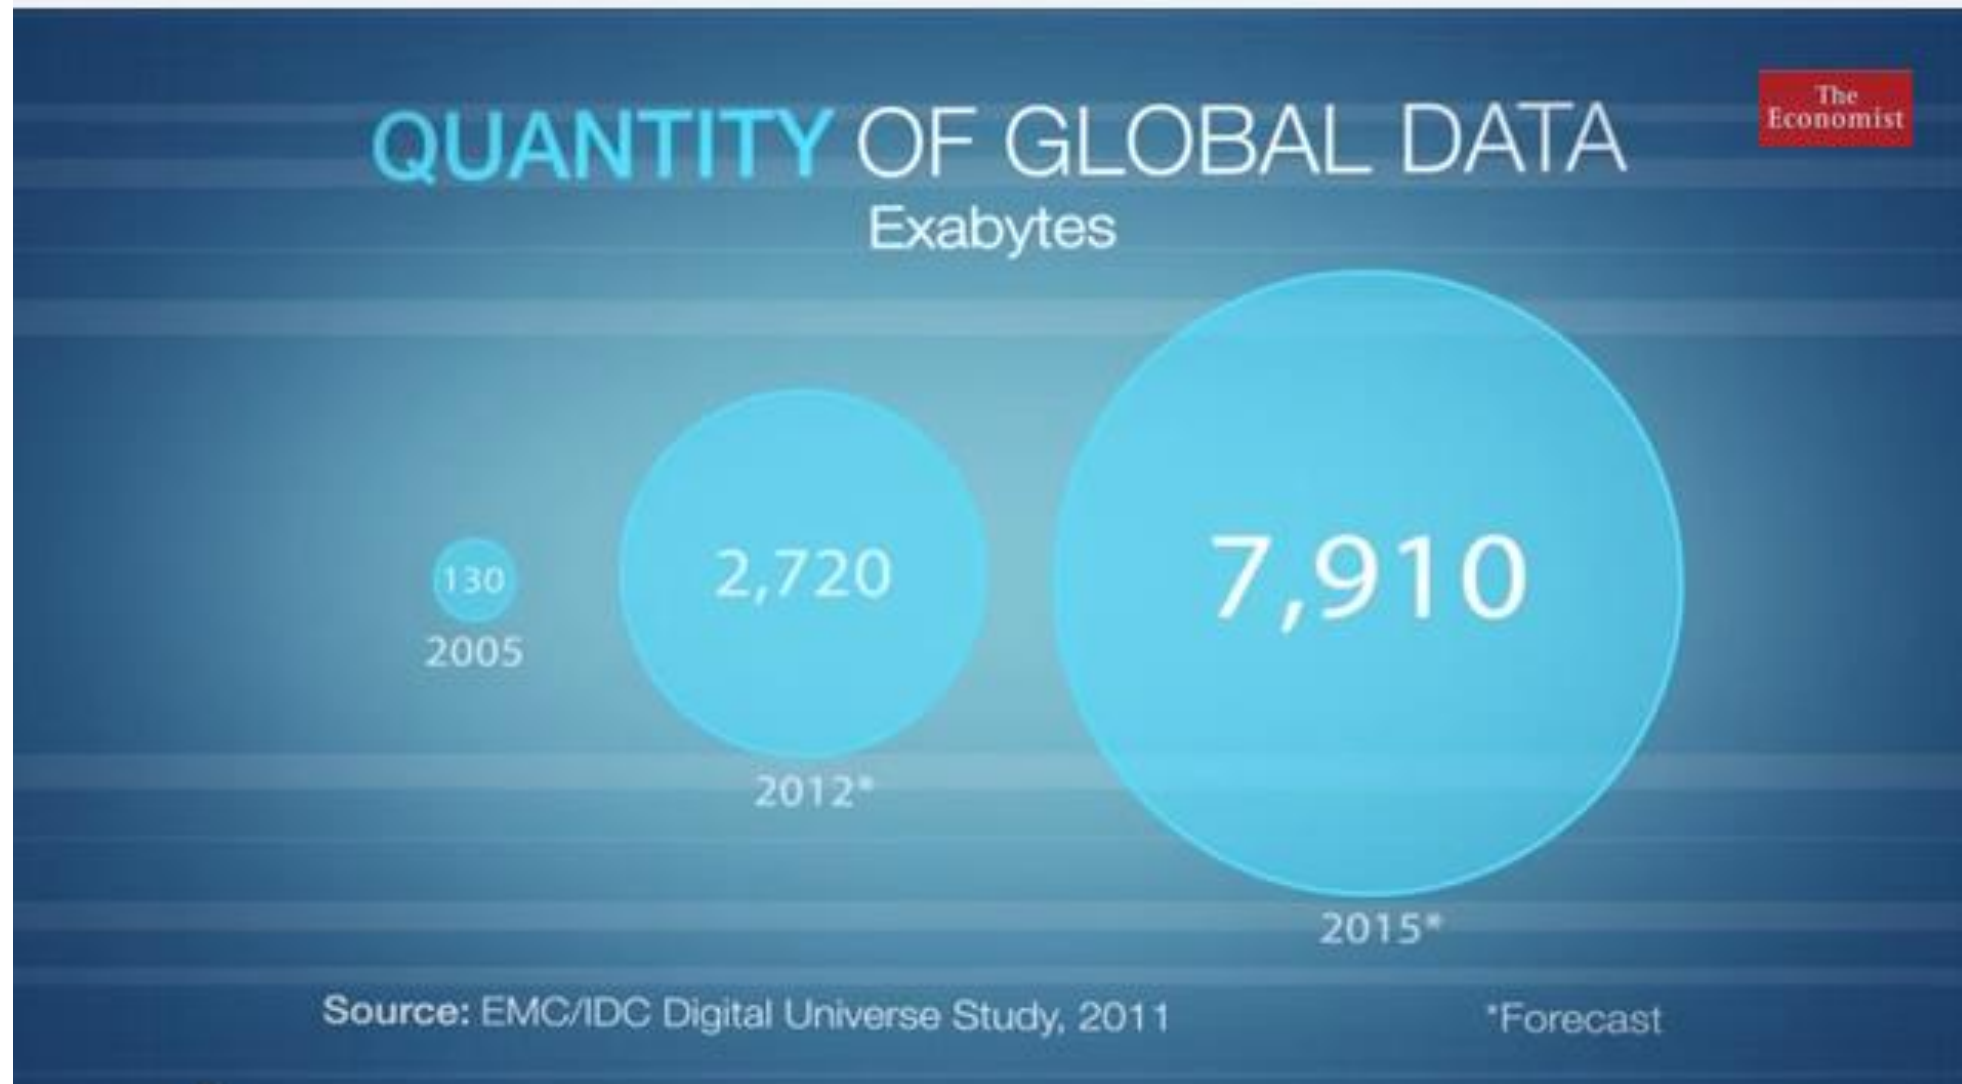 The
Economist
QUANTITY OF GLOBAL DATA
Exabytes
130
2005
2,720
2012*
7,910
2015*
Source: EMC/IDC Digital Universe Study, 2011
*Forecast